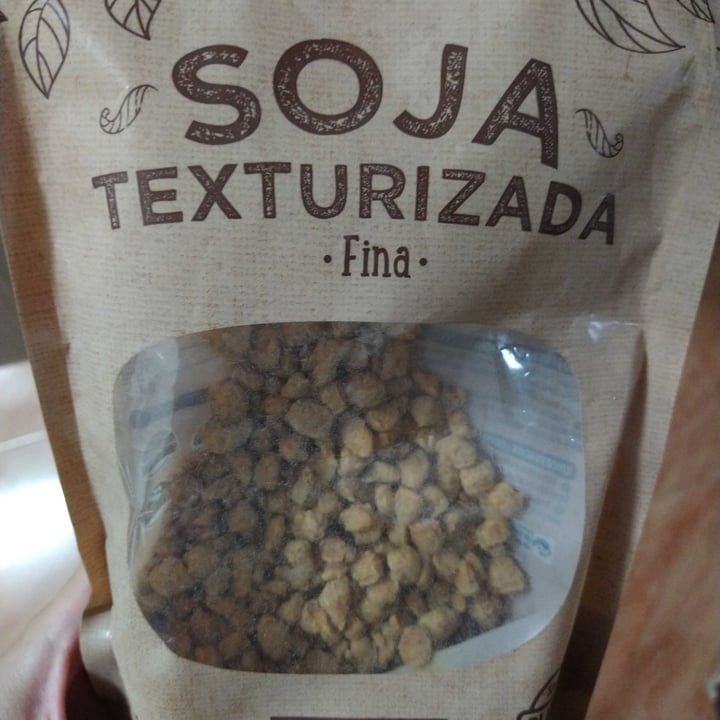 SOJA
TEXTURIZADA
· Fina ·